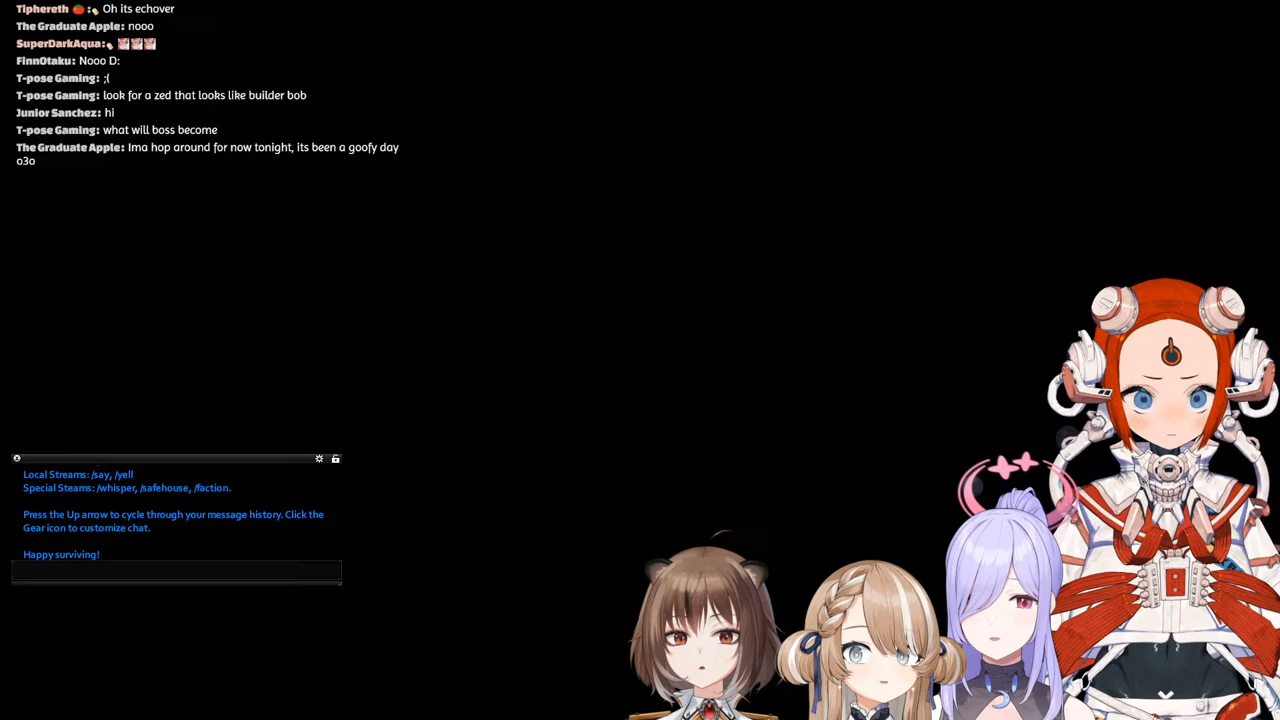 Tiphereth 🍅: Oh its echover
The Graduate Apple: nooo
SuperDarkAqua:
FinnOtaku: Nooo D:
T-pose Gaming: ;(
T-pose Gaming: look for a zed that looks like builder bob
Junior Sanchez: hi
T-pose Gaming: what will boss become
The Graduate Apple: Ima hop around for now tonight, its been a goofy day
o3o
Local Streams: /say, /yell
Special Steams: /whisper, /safehouse, /faction.
Press the Up arrow to cycle through your message history. Click the
Gear icon to customize chat.
Happy surviving!